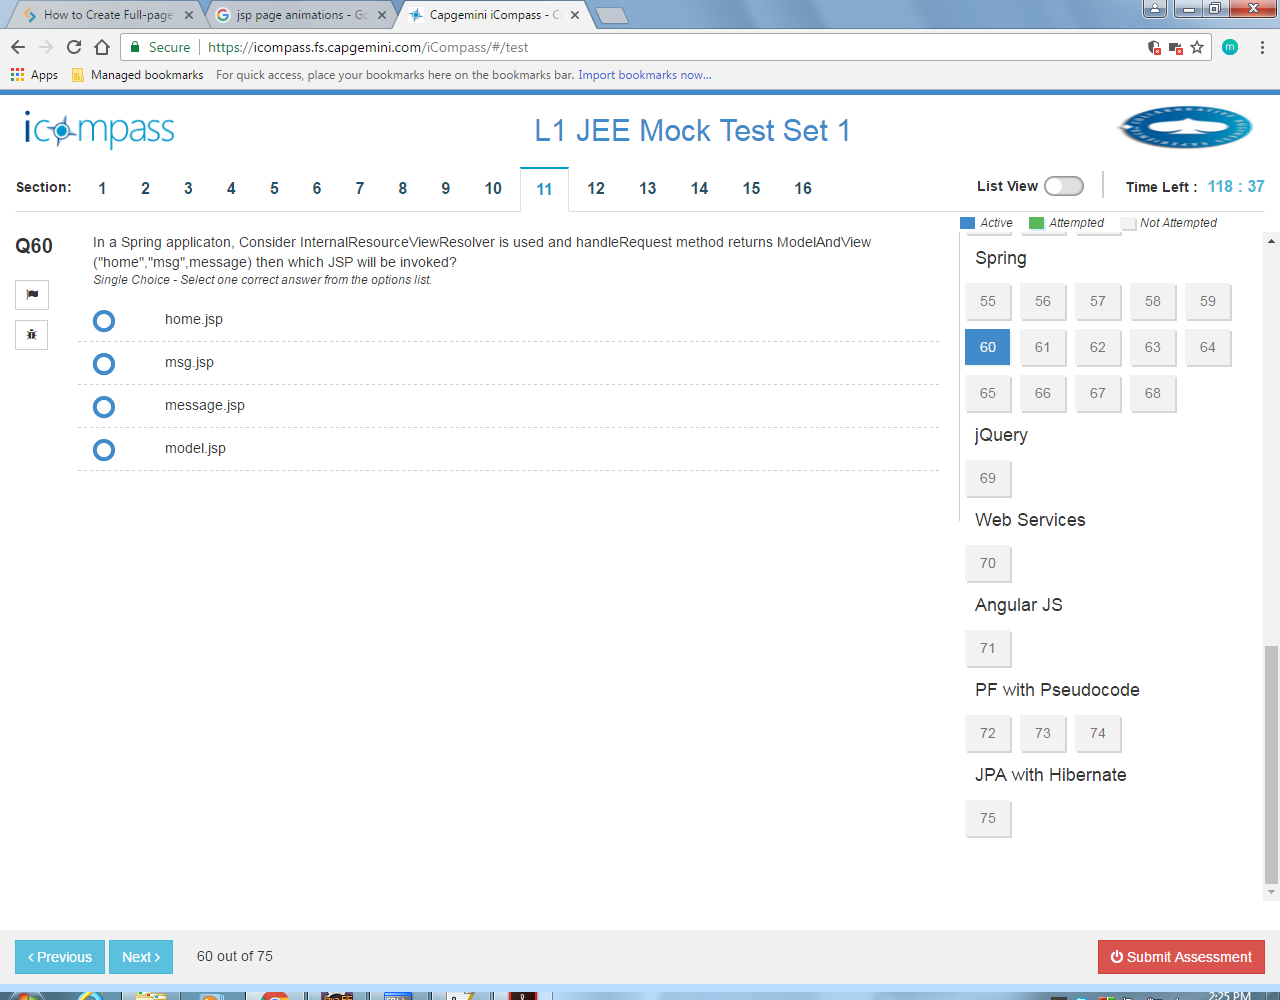 How to Create Full-page
jsp page animations - Go
Capgemini iCompass - C
Secure
https://icompass.fs.capgemini.com/iCompass/#/test
m
Apps
Managed bookmarks
For quick access, place your bookmarks here on the bookmarks bar. Import bookmarks now...
icompass
L1 JEE Mock Test Set 1
Section: 1 2 3 4 5 6 7 8 9 10 11 12 13 14 15 16
List View
Time Left : 118 : 37
Active Attempted Not Attempted
Q60
In a Spring applicaton, Consider InternalResourceViewResolver is used and handleRequest method returns ModelAndView
("home","msg",message) then which JSP will be invoked?
Single Choice - Select one correct answer from the options list.
home.jsp
msg.jsp
message.jsp
model.jsp
Spring
55 56 57 58 59
60 61 62 63 64
65 66 67 68
jQuery
69
Web Services
70
Angular JS
71
PF with Pseudocode
72 73 74
JPA with Hibernate
75
‹ Previous
Next ›
60 out of 75
Submit Assessment
2:25 PM